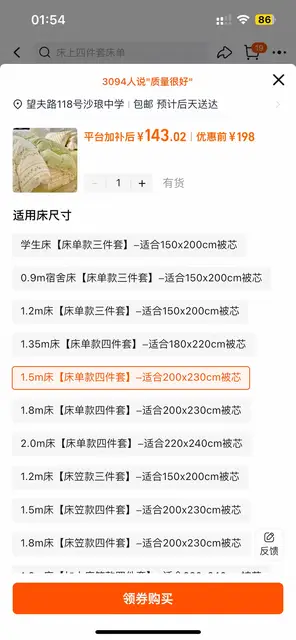 01:54
86
床上四件套床单
19
3094人说"质量很好"
望夫路118号沙琅中学 | 包邮 预计后天送达
平台加补后￥143.02 | 优惠前￥198
- 1 + 有货
适用床尺寸
学生床【床单款三件套】–适合150x200cm被芯
0.9m宿舍床【床单款三件套】–适合150x200cm被芯
1.2m床【床单款三件套】–适合150x200cm被芯
1.35m床【床单款四件套】–适合180x220cm被芯
1.5m床【床单款四件套】–适合200x230cm被芯
1.8m床【床单款四件套】–适合200x230cm被芯
2.0m床【床单款四件套】–适合220x240cm被芯
1.2m床【床笠款三件套】–适合150x200cm被芯
1.5m床【床笠款四件套】–适合200x230cm被芯
1.8m床【床笠款四件套】–适合200x230cm被芯
反馈
领券购买